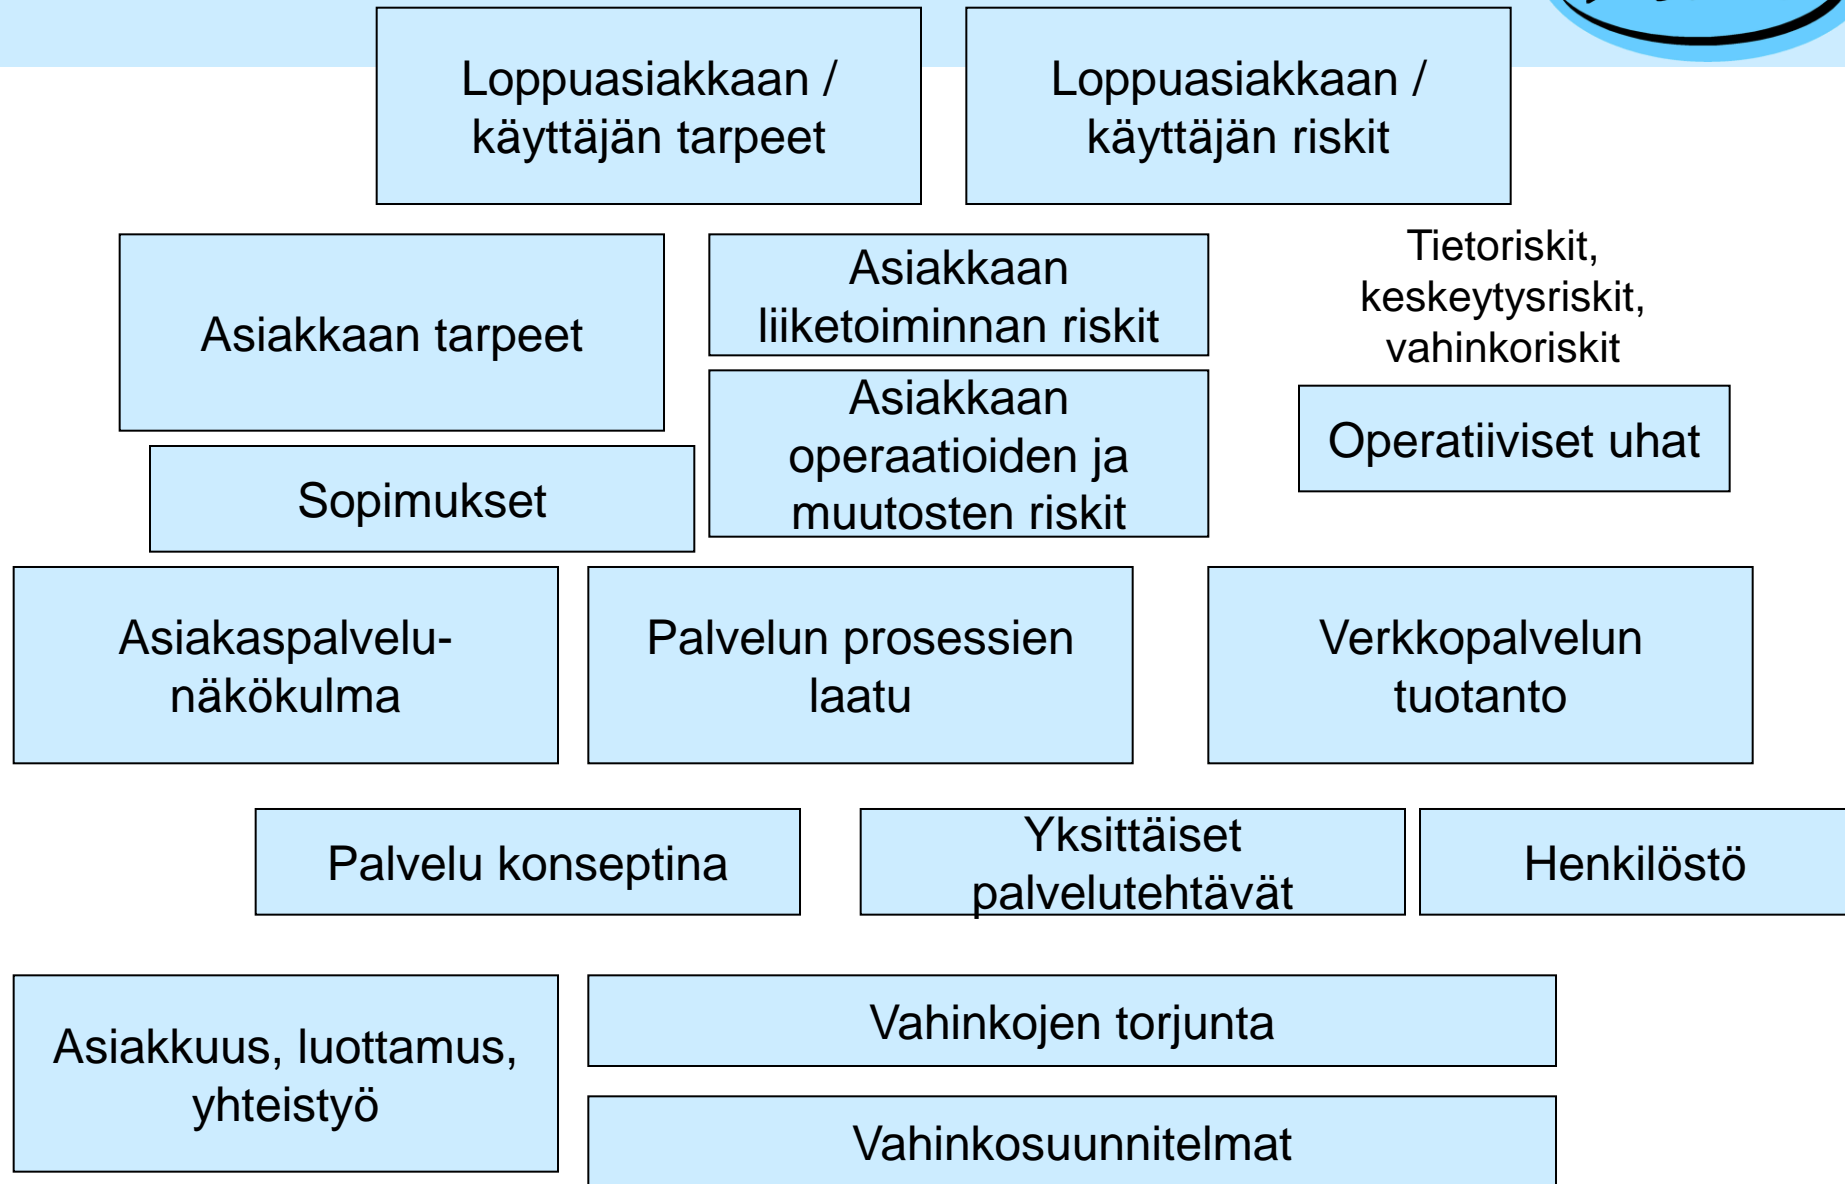 Loppuasiakkaan /
käyttäjän tarpeet
Loppuasiakkaan /
käyttäjän riskit
Asiakkaan tarpeet
Asiakkaan
liiketoiminnan riskit
Tietoriskit,
keskeytysriskit,
vahinkoriskit
Asiakkaan
operaatioiden ja
muutosten riskit
Operatiiviset uhat
Sopimukset
Asiakaspalvelu-
näkökulma
Palvelun prosessien
laatu
Verkkopalvelun
tuotanto
Palvelu konseptina
Yksittäiset
palvelutehtävät
Henkilöstö
Asiakkuus, luottamus,
yhteistyö
Vahinkojen torjunta
Vahinkosuunnitelmat